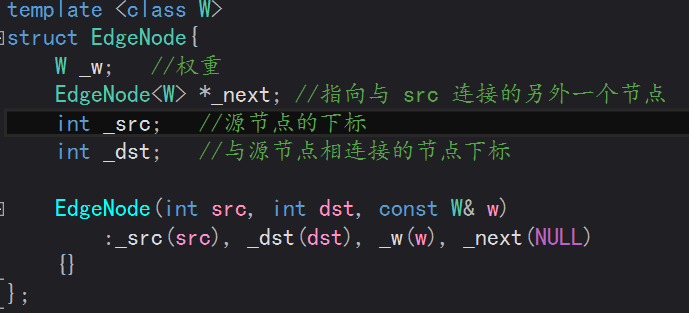 template <class W>
struct EdgeNode{
    W _w;   //权重
    EdgeNode<W> *_next; //指向与 src 连接的另外一个节点
    int _src;   //源节点的下标
    int _dst;   //与源节点相连接的节点下标
    EdgeNode(int src, int dst, const W& w)
        :_src(src), _dst(dst), _w(w), _next(NULL)
    {}
};